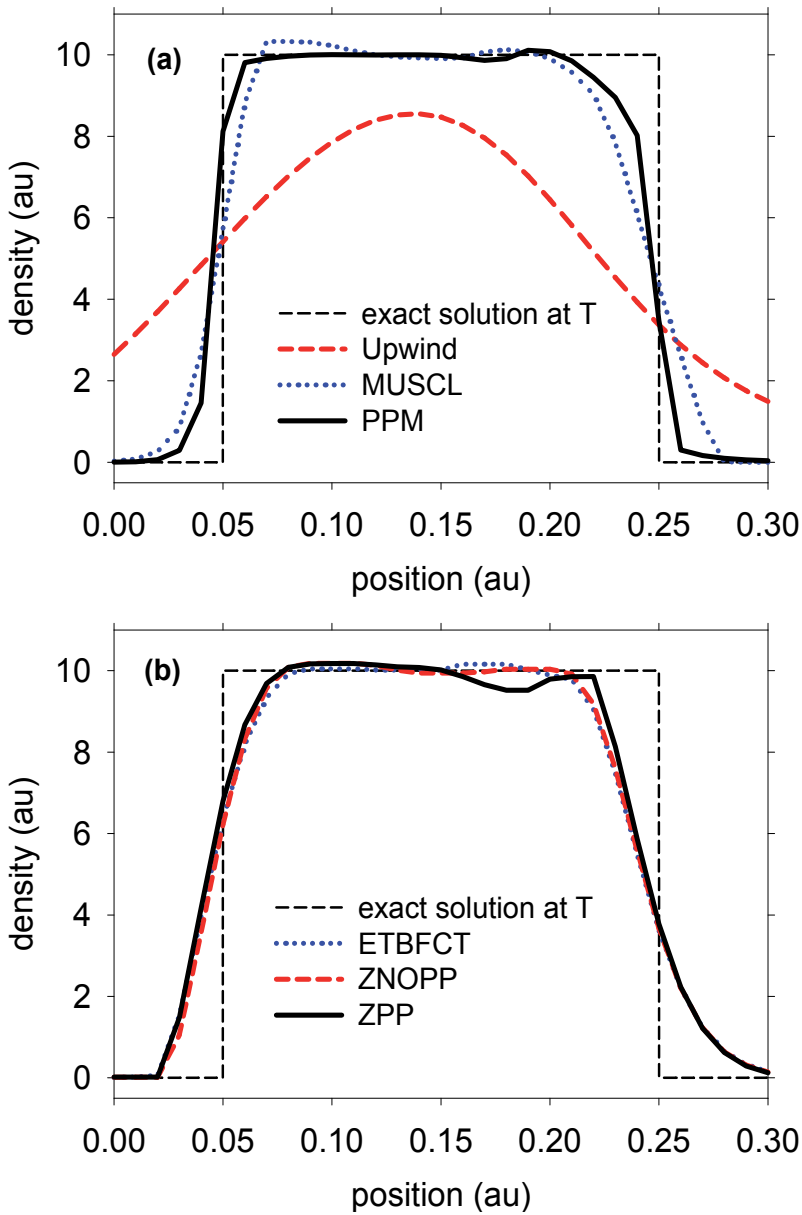 (a)
10
8
6
4
2
0
density (au)
exact solution at T
Upwind
MUSCL
PPM
0.00 0.05 0.10 0.15 0.20 0.25 0.30
position (au)
(b)
10
8
6
4
2
0
density (au)
exact solution at T
ETBFCT
ZNOPP
ZPP
0.00 0.05 0.10 0.15 0.20 0.25 0.30
position (au)